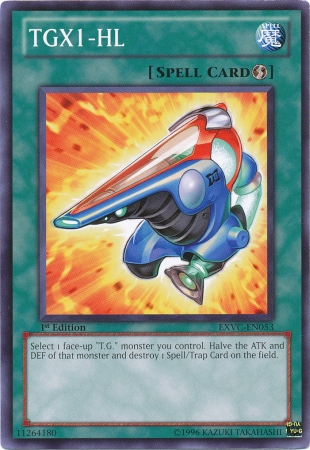 TGX1-HL
魔
[SPELL CARD]
1st Edition
EXVC-EN053
Select 1 face-up "T.G." monster you control. Halve the ATK and
DEF of that monster and destroy 1 Spell/Trap Card on the field.
11264180
©1996 KAZUKI TAKAHASHI